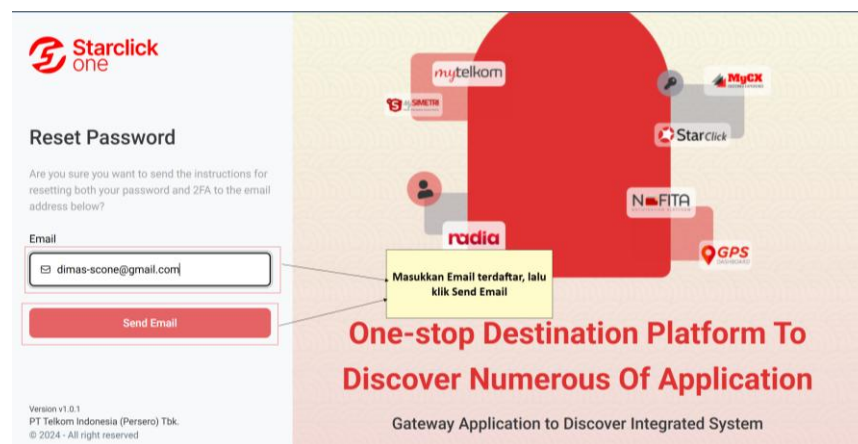 Starclick
one
Reset Password
Are you sure you want to send the instructions for
resetting both your password and 2FA to the email
address below?
Email
dimas-scone@gmail.com
Send Email
Version v1.0.1
PT Telkom Indonesia (Persero) Tbk.
© 2024 - All right reserved
mytelkom
MyCX
mySIMETRI
StarClick
NFITA
radia
GPS
DASHBOARD
Masukkan Email terdaftar, lalu
klik Send Email
One-stop Destination Platform To
Discover Numerous Of Application
Gateway Application to Discover Integrated System